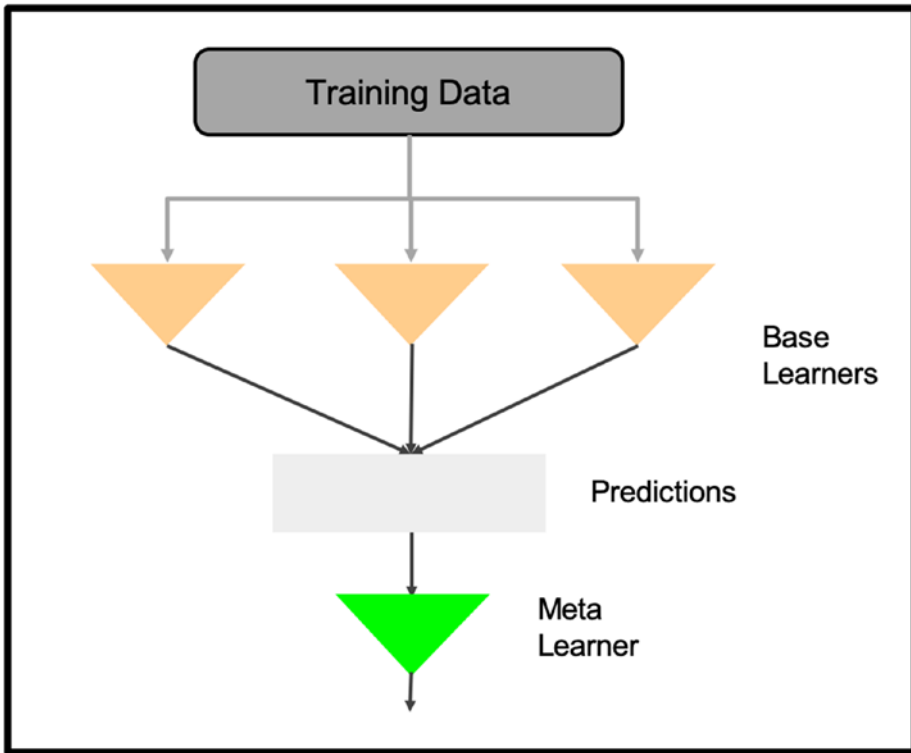 Training Data
Base
Learners
Predictions
Meta
Learner